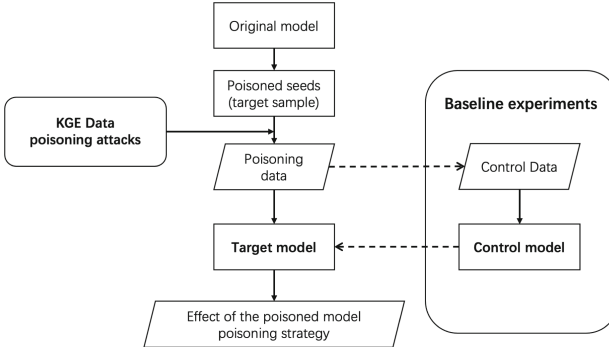 Original model
Poisoned seeds
(target sample)
Baseline experiments
KGE Data
poisoning attacks
Poisoning
data
Control Data
Target model
Control model
Effect of the poisoned model
poisoning strategy